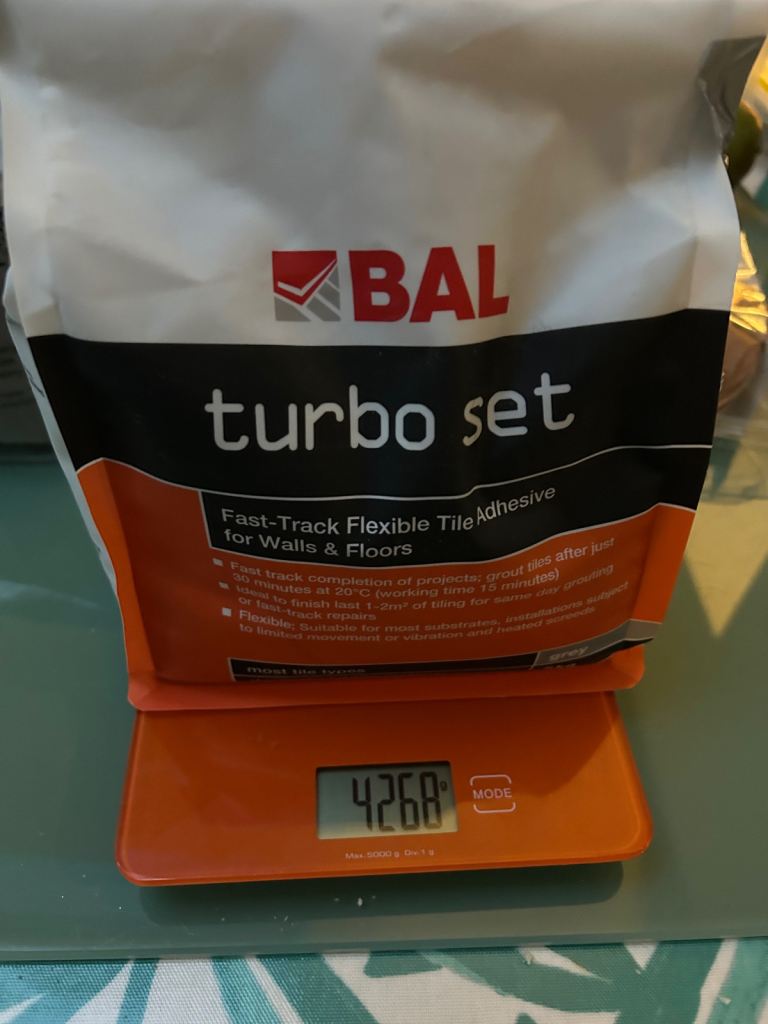 BAL
turbo set
Fast-Track Flexible Tile Adhesive
for Walls & Floors
Fast track completion of projects; grout tiles after just
30 minutes at 20°C (working time 15 minutes)
Ideal to finish last 1-2m² of tiling for same day grouting
or fast-track repairs
Flexible; Suitable for most substrates, installations subject
to limited movement or vibration and heated screeds
grey
most tile types
4268g
MODE
Max. 5000 g Div. 1 g